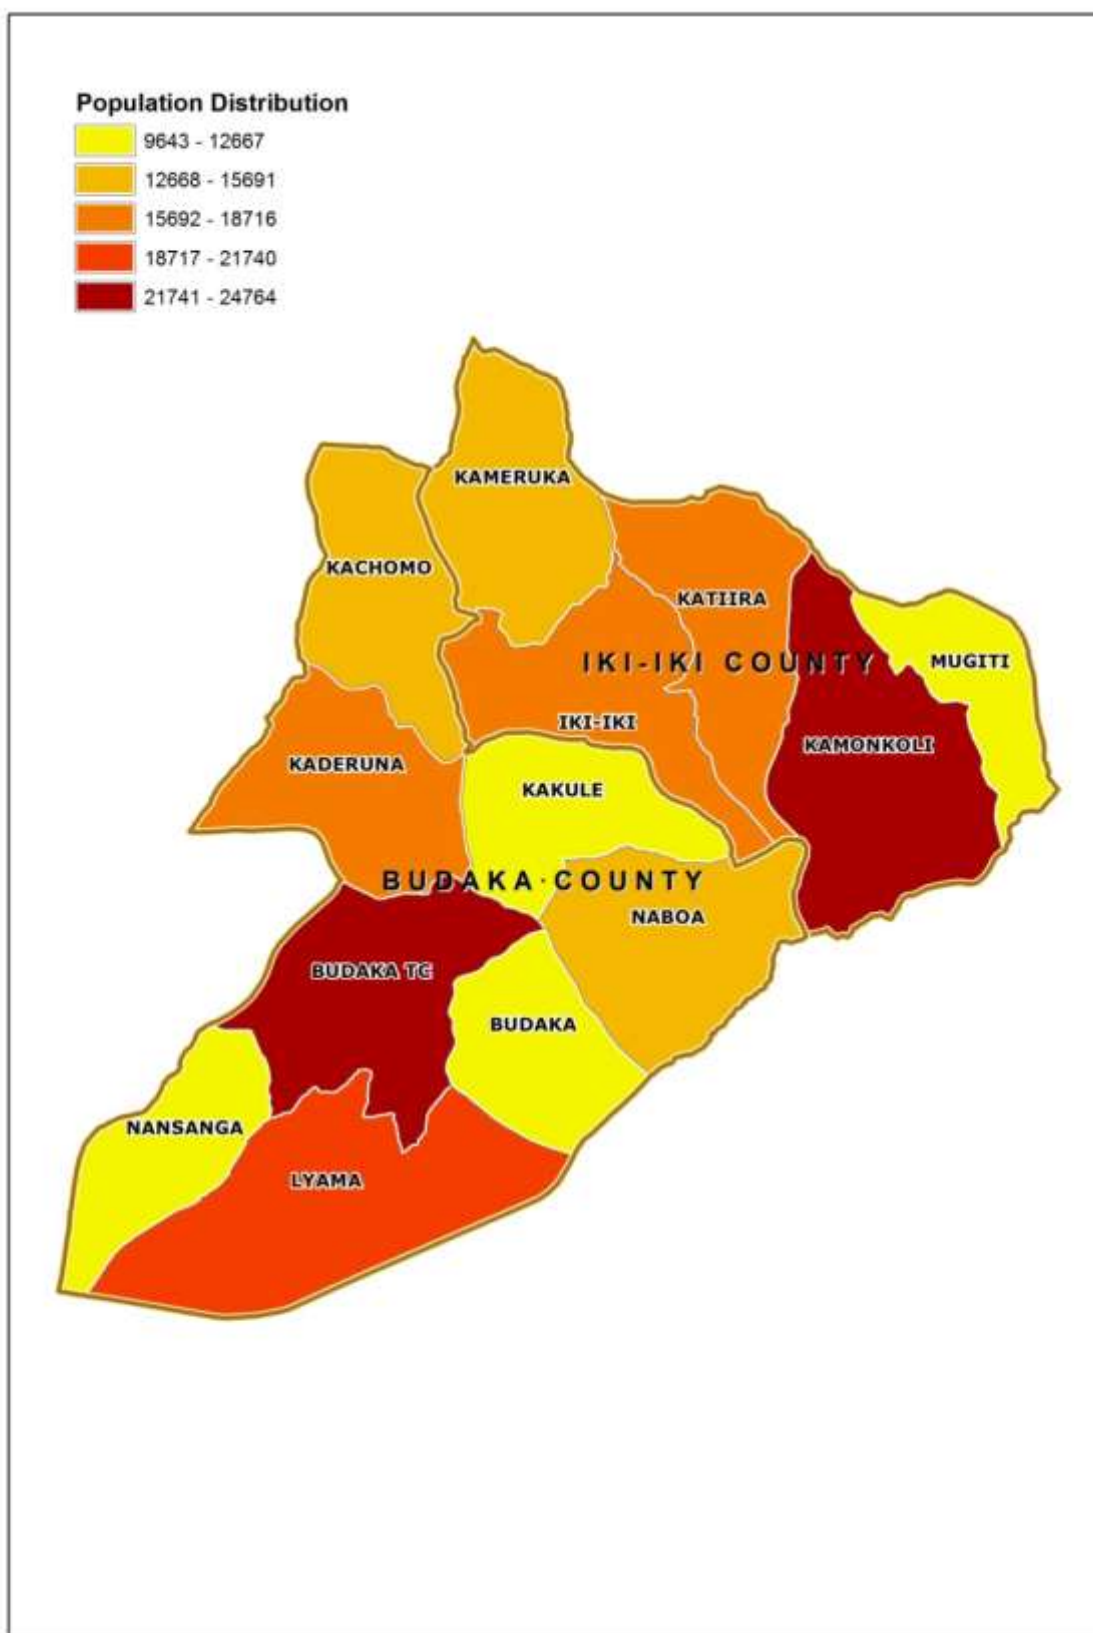 Population Distribution
9643 - 12667
12668 - 15691
15692 - 18716
18717 - 21740
21741 - 24764
KAMERUKA
KACHOMO
KATIIRA
IKI-IKI COUNTY
MUGITI
IKI-IKI
KAMONKOLI
KADERUNA
KAKULE
BUDAKA COUNTY
NABOA
BUDAKA TC
BUDAKA
NANSANGA
LYAMA